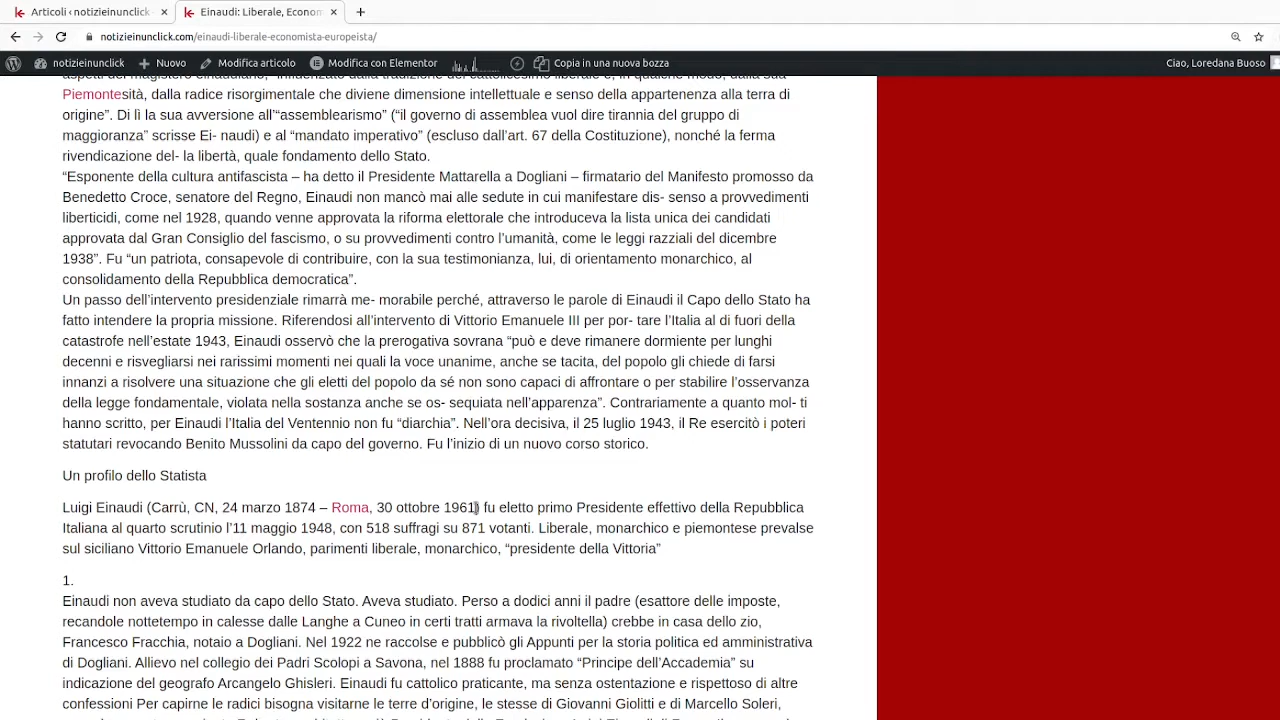 Articoli ‹ notizieinunclick
Einaudi: Liberale, Econom
notizieinunclick.com/einaudi-liberale-economista-europeista/
notizieinunclick
Nuovo
Modifica articolo
Modifica con Elementor
Copia in una nuova bozza
Ciao, Loredana Buoso
aspetti del magistero einaudiano, “influenzato dalla tradizione del cattolicesimo liberale e, in qualche modo, dalla sua
Piemontesità, dalla radice risorgimentale che diviene dimensione intellettuale e senso della appartenenza alla terra di
origine”. Di lì la sua avversione all’“assemblearismo” (“il governo di assemblea vuol dire tirannia del gruppo di
maggioranza” scrisse Ei- naudi) e al “mandato imperativo” (escluso dall’art. 67 della Costituzione), nonché la ferma
rivendicazione del- la libertà, quale fondamento dello Stato.
“Esponente della cultura antifascista – ha detto il Presidente Mattarella a Dogliani – firmatario del Manifesto promosso da
Benedetto Croce, senatore del Regno, Einaudi non mancò mai alle sedute in cui manifestare dis- senso a provvedimenti
liberticidi, come nel 1928, quando venne approvata la riforma elettorale che introduceva la lista unica dei candidati
approvata dal Gran Consiglio del fascismo, o su provvedimenti contro l’umanità, come le leggi razziali del dicembre
1938”. Fu “un patriota, consapevole di contribuire, con la sua testimonianza, lui, di orientamento monarchico, al
consolidamento della Repubblica democratica”.
Un passo dell’intervento presidenziale rimarrà me- morabile perché, attraverso le parole di Einaudi il Capo dello Stato ha
fatto intendere la propria missione. Riferendosi all’intervento di Vittorio Emanuele III per por- tare l’Italia al di fuori della
catastrofe nell’estate 1943, Einaudi osservò che la prerogativa sovrana “può e deve rimanere dormiente per lunghi
decenni e risvegliarsi nei rarissimi momenti nei quali la voce unanime, anche se tacita, del popolo gli chiede di farsi
innanzi a risolvere una situazione che gli eletti del popolo da sé non sono capaci di affrontare o per stabilire l’osservanza
della legge fondamentale, violata nella sostanza anche se os- sequiata nell’apparenza”. Contrariamente a quanto mol- ti
hanno scritto, per Einaudi l’Italia del Ventennio non fu “diarchia”. Nell’ora decisiva, il 25 luglio 1943, il Re esercitò i poteri
statutari revocando Benito Mussolini da capo del governo. Fu l’inizio di un nuovo corso storico.
Un profilo dello Statista
Luigi Einaudi (Carrù, CN, 24 marzo 1874 – Roma, 30 ottobre 1961) fu eletto primo Presidente effettivo della Repubblica
Italiana al quarto scrutinio l’11 maggio 1948, con 518 suffragi su 871 votanti. Liberale, monarchico e piemontese prevalse
sul siciliano Vittorio Emanuele Orlando, parimenti liberale, monarchico, “presidente della Vittoria”
1.
Einaudi non aveva studiato da capo dello Stato. Aveva studiato. Perso a dodici anni il padre (esattore delle imposte,
recandole nottetempo in calesse dalle Langhe a Cuneo in certi tratti armava la rivoltella) crebbe in casa dello zio,
Francesco Fracchia, notaio a Dogliani. Nel 1922 ne raccolse e pubblicò gli Appunti per la storia politica ed amministrativa
di Dogliani. Allievo nel collegio dei Padri Scolopi a Savona, nel 1888 fu proclamato “Principe dell’Accademia” su
indicazione del geografo Arcangelo Ghisleri. Einaudi fu cattolico praticante, ma senza ostentazione e rispettoso di altre
confessioni Per capirne le radici bisogna visitarne le terre d’origine, le stesse di Giovanni Giolitti e di Marcello Soleri,